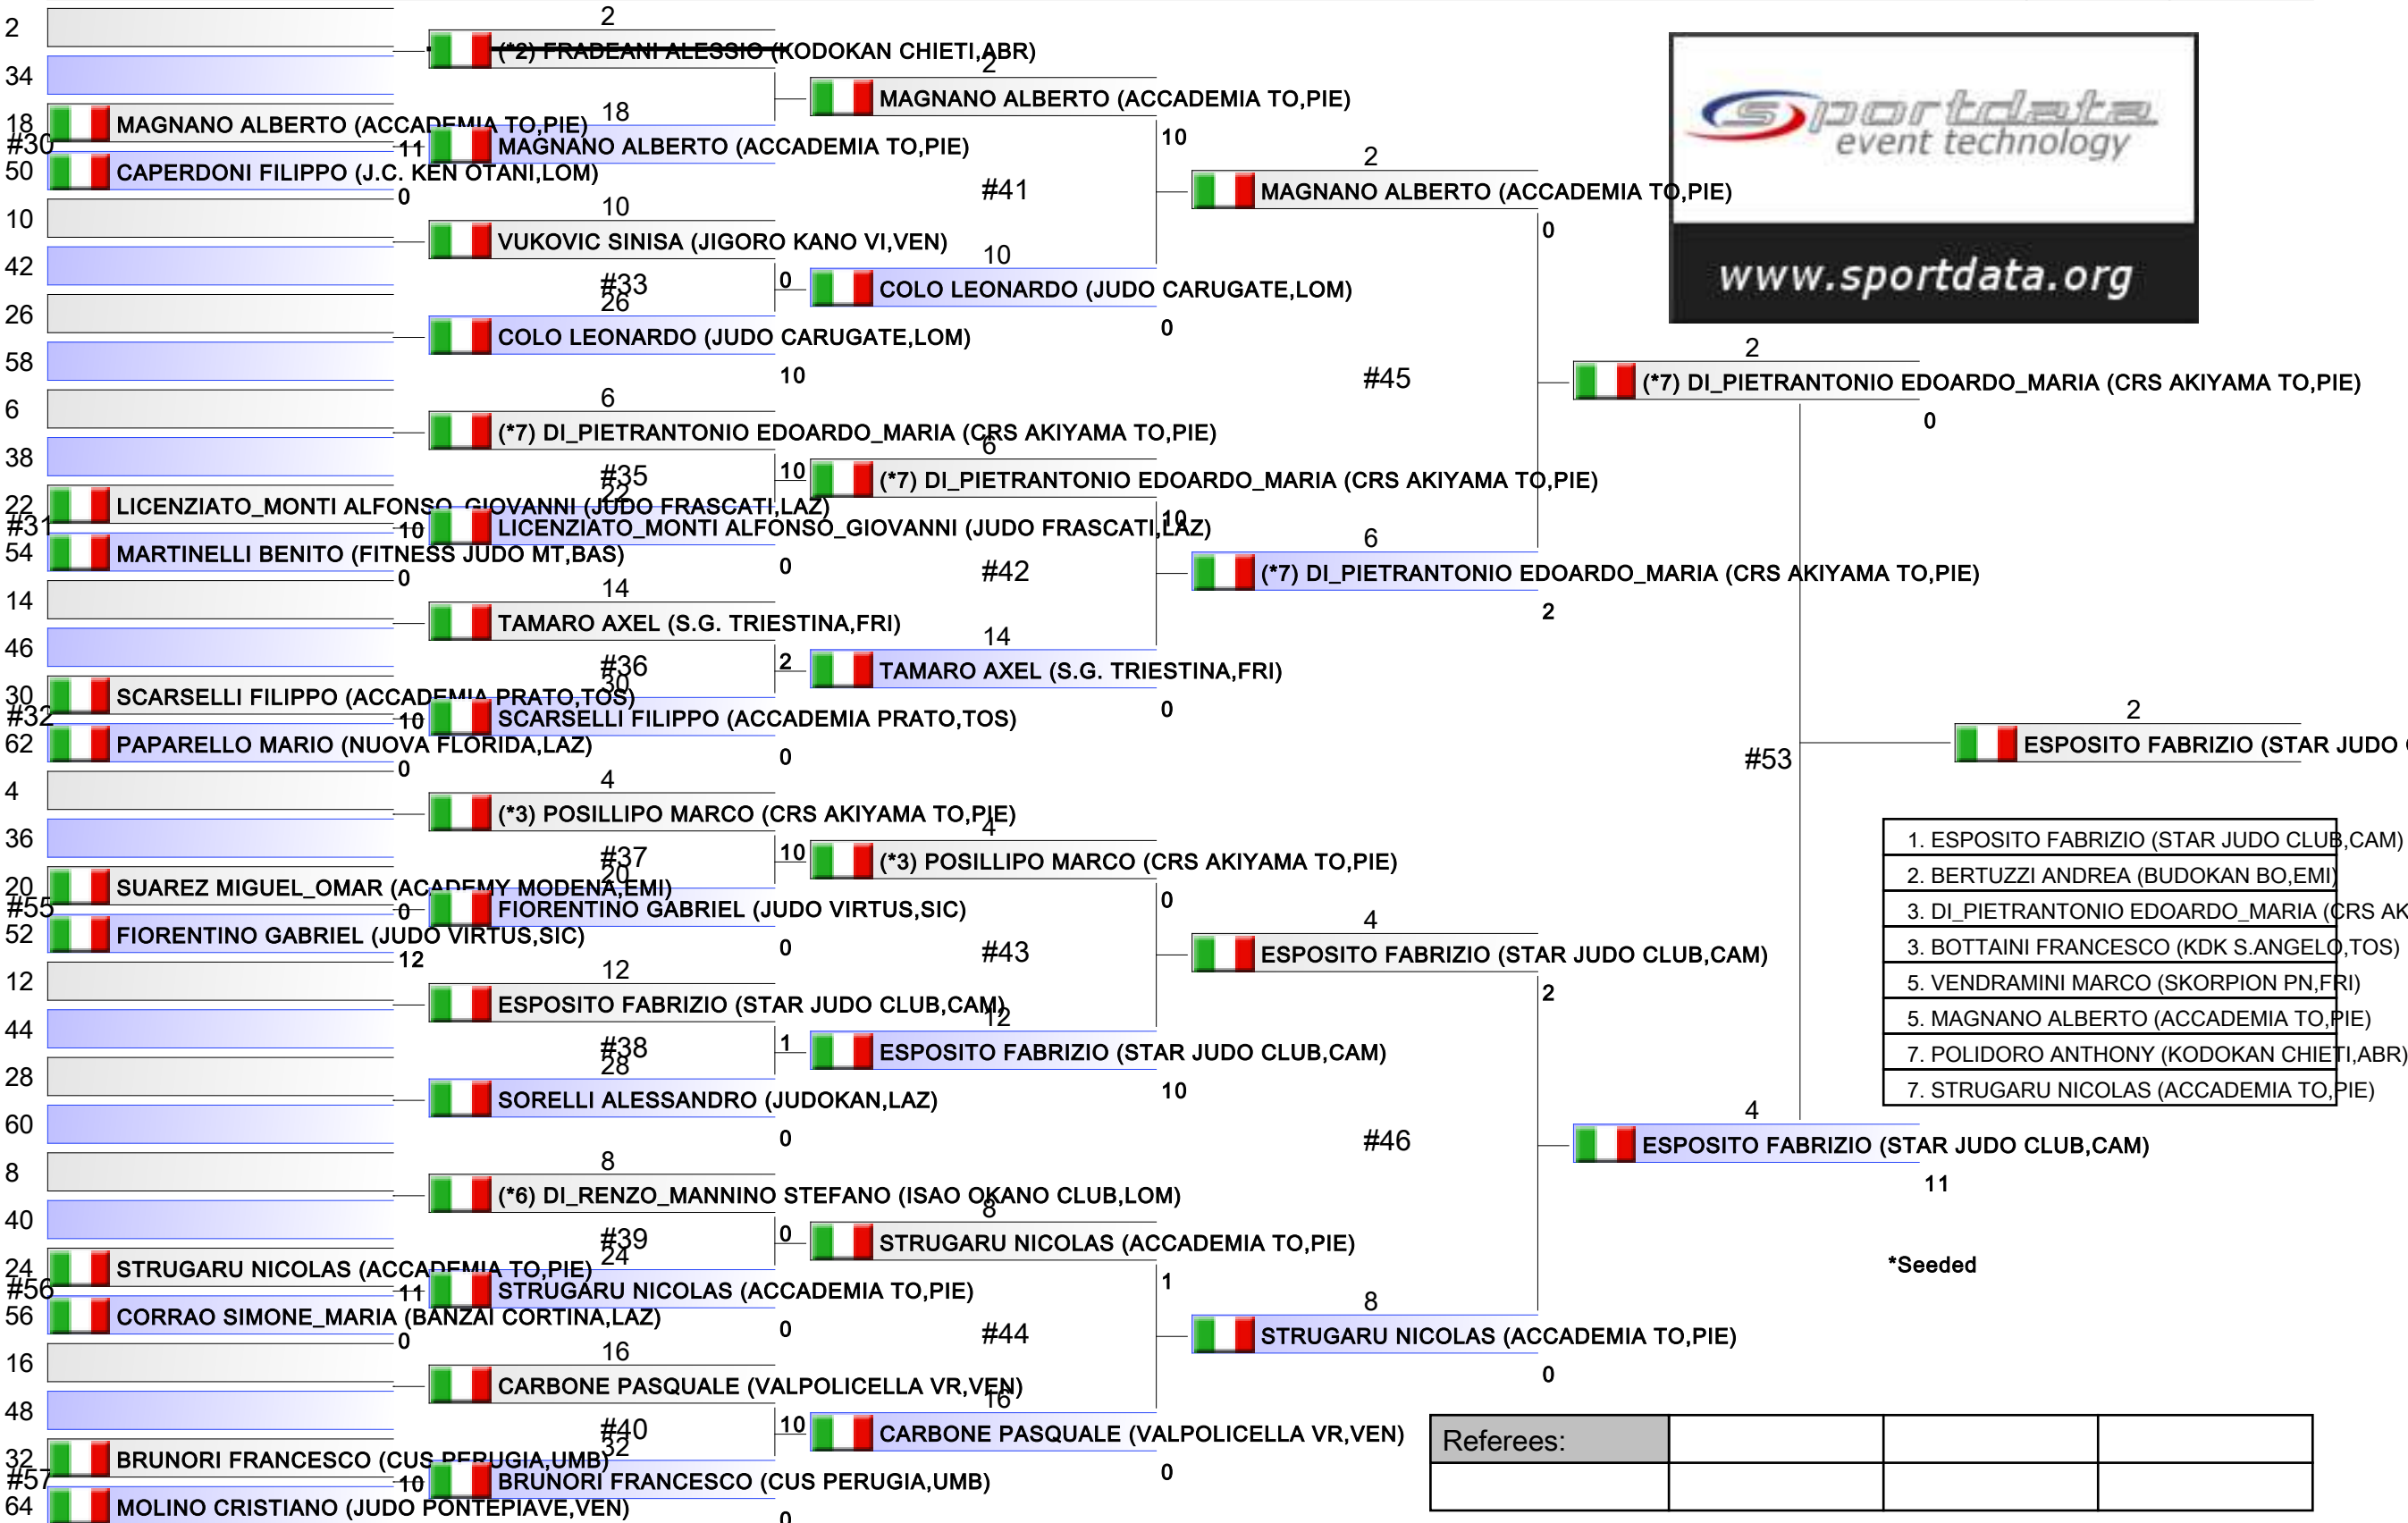 2
34
18
MAGNANO ALBERTO (ACCADEMIA TO,PIE)
#30
11
50
CAPERDONI FILIPPO (J.C. KEN OTANI,LOM)
0
10
42
26
58
6
38
22
LICENZIATO_MONTI ALFONSO_GIOVANNI (JUDO FRASCATI,LAZ)
#31
10
54
MARTINELLI BENITO (FITNESS JUDO MT,BAS)
0
14
46
30
SCARSELLI FILIPPO (ACCADEMIA PRATO,TOS)
#32
10
62
PAPARELLO MARIO (NUOVA FLORIDA,LAZ)
0
4
36
20
SUAREZ MIGUEL_OMAR (ACADEMY MODENA,EMI)
#55
0
52
FIORENTINO GABRIEL (JUDO VIRTUS,SIC)
12
12
44
28
60
8
40
24
STRUGARU NICOLAS (ACCADEMIA TO,PIE)
#56
11
56
CORRAO SIMONE_MARIA (BANZAI CORTINA,LAZ)
0
16
48
32
BRUNORI FRANCESCO (CUS PERUGIA,UMB)
#57
10
64
MOLINO CRISTIANO (JUDO PONTEPIAVE,VEN)
2
(*2) FRADEANI ALESSIO (KODOKAN CHIETI,ABR)
18
MAGNANO ALBERTO (ACCADEMIA TO,PIE)
10
VUKOVIC SINISA (JIGORO KANO VI,VEN)
0
#33
26
COLO LEONARDO (JUDO CARUGATE,LOM)
10
6
(*7) DI_PIETRANTONIO EDOARDO_MARIA (CRS AKIYAMA TO,PIE)
10
#35
22
LICENZIATO_MONTI ALFONSO_GIOVANNI (JUDO FRASCATI,LAZ)
0
14
TAMARO AXEL (S.G. TRIESTINA,FRI)
2
#36
30
SCARSELLI FILIPPO (ACCADEMIA PRATO,TOS)
0
4
(*3) POSILLIPO MARCO (CRS AKIYAMA TO,PIE)
10
#37
20
FIORENTINO GABRIEL (JUDO VIRTUS,SIC)
0
12
ESPOSITO FABRIZIO (STAR JUDO CLUB,CAM)
1
#38
28
SORELLI ALESSANDRO (JUDOKAN,LAZ)
0
8
(*6) DI_RENZO_MANNINO STEFANO (ISAO OKANO CLUB,LOM)
0
#39
24
STRUGARU NICOLAS (ACCADEMIA TO,PIE)
0
16
CARBONE PASQUALE (VALPOLICELLA VR,VEN)
10
#40
32
BRUNORI FRANCESCO (CUS PERUGIA,UMB)
0
2
MAGNANO ALBERTO (ACCADEMIA TO,PIE)
10
#41
10
COLO LEONARDO (JUDO CARUGATE,LOM)
0
6
(*7) DI_PIETRANTONIO EDOARDO_MARIA (CRS AKIYAMA TO,PIE)
10
#42
14
TAMARO AXEL (S.G. TRIESTINA,FRI)
0
4
(*3) POSILLIPO MARCO (CRS AKIYAMA TO,PIE)
0
#43
12
ESPOSITO FABRIZIO (STAR JUDO CLUB,CAM)
10
8
STRUGARU NICOLAS (ACCADEMIA TO,PIE)
1
#44
16
CARBONE PASQUALE (VALPOLICELLA VR,VEN)
0
2
MAGNANO ALBERTO (ACCADEMIA TO,PIE)
0
#45
6
(*7) DI_PIETRANTONIO EDOARDO_MARIA (CRS AKIYAMA TO,PIE)
2
4
ESPOSITO FABRIZIO (STAR JUDO CLUB,CAM)
2
#46
8
STRUGARU NICOLAS (ACCADEMIA TO,PIE)
0
sportdata
event technology
www.sportdata.org
2
(*7) DI_PIETRANTONIO EDOARDO_MARIA (CRS AKIYAMA TO,PIE)
0
#53
4
ESPOSITO FABRIZIO (STAR JUDO CLUB,CAM)
11
2
ESPOSITO FABRIZIO (STAR JUDO
1. ESPOSITO FABRIZIO (STAR JUDO CLUB,CAM)
2. BERTUZZI ANDREA (BUDOKAN BO,EMI)
3. DI_PIETRANTONIO EDOARDO_MARIA (CRS AK
3. BOTTAINI FRANCESCO (KDK S.ANGELO,TOS)
5. VENDRAMINI MARCO (SKORPION PN,FRI)
5. MAGNANO ALBERTO (ACCADEMIA TO,PIE)
7. POLIDORO ANTHONY (KODOKAN CHIETI,ABR)
7. STRUGARU NICOLAS (ACCADEMIA TO,PIE)
*Seeded
Referees: